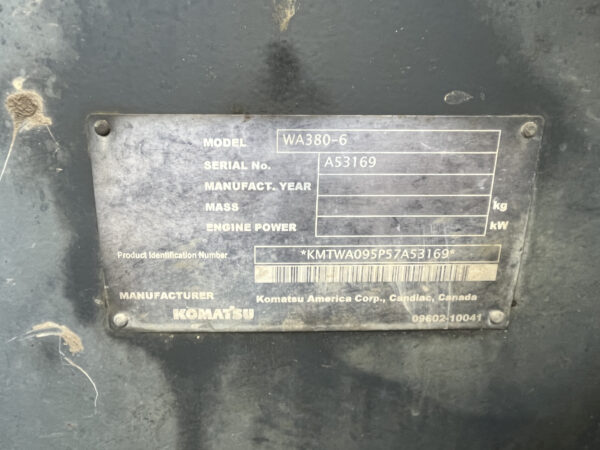 MODEL WA380-6
SERIAL No. A53169
MANUFACT. YEAR
MASS kg
ENGINE POWER kW
Product Identification Number *KMTWA095P57A53169*
MANUFACTURER Komatsu America Corp., Candiac, Canada
KOMATSU 09602-10041